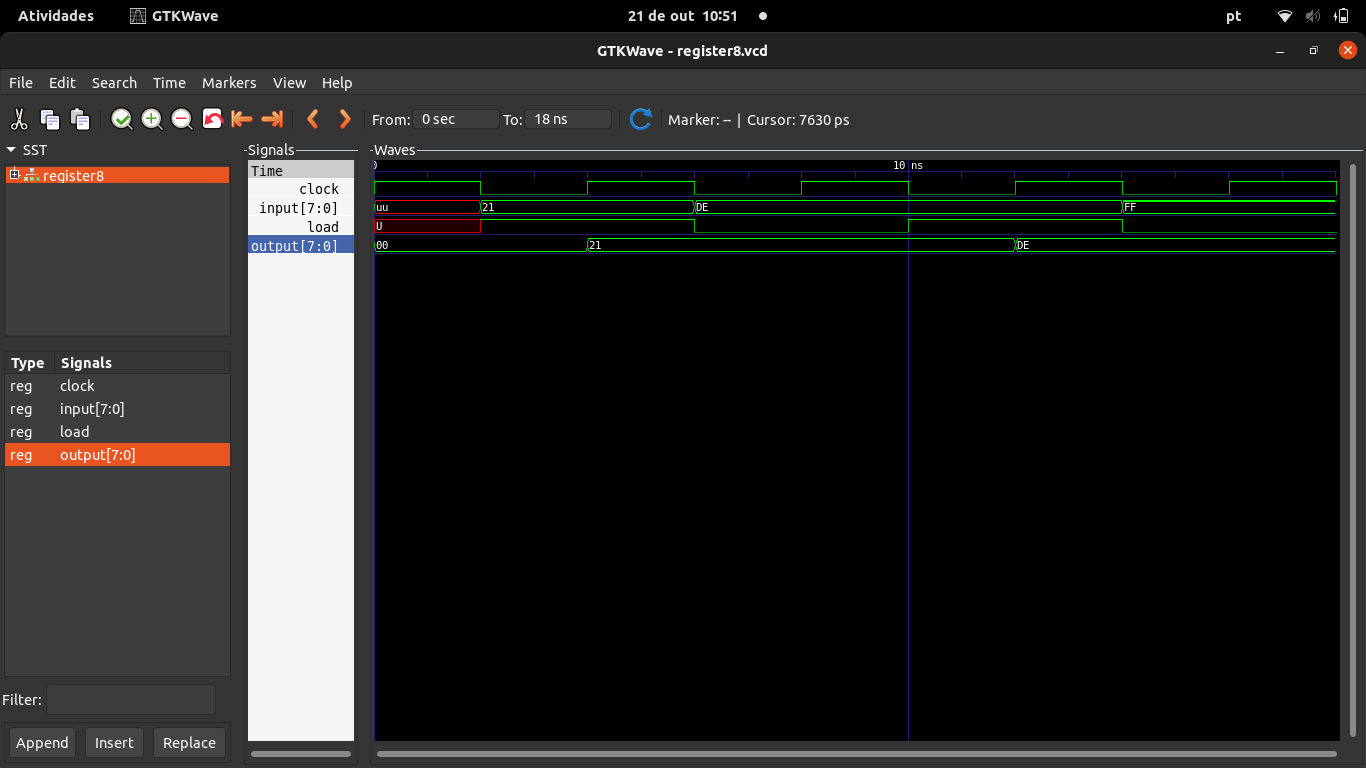 Atividades GTKWave 21 de out 10:51 pt
GTKWave - register8.vcd
File Edit Search Time Markers View Help
From: 0 sec To: 18 ns Marker: -- | Cursor: 7630 ps
SST
register8
Type Signals
reg clock
reg input[7:0]
reg load
reg output[7:0]
Filter:
Append Insert Replace
Signals
Time
clock
input[7:0]
load
output[7:0]
Waves
0 10 ns
uu 21 DE FF
U
00 21 DE